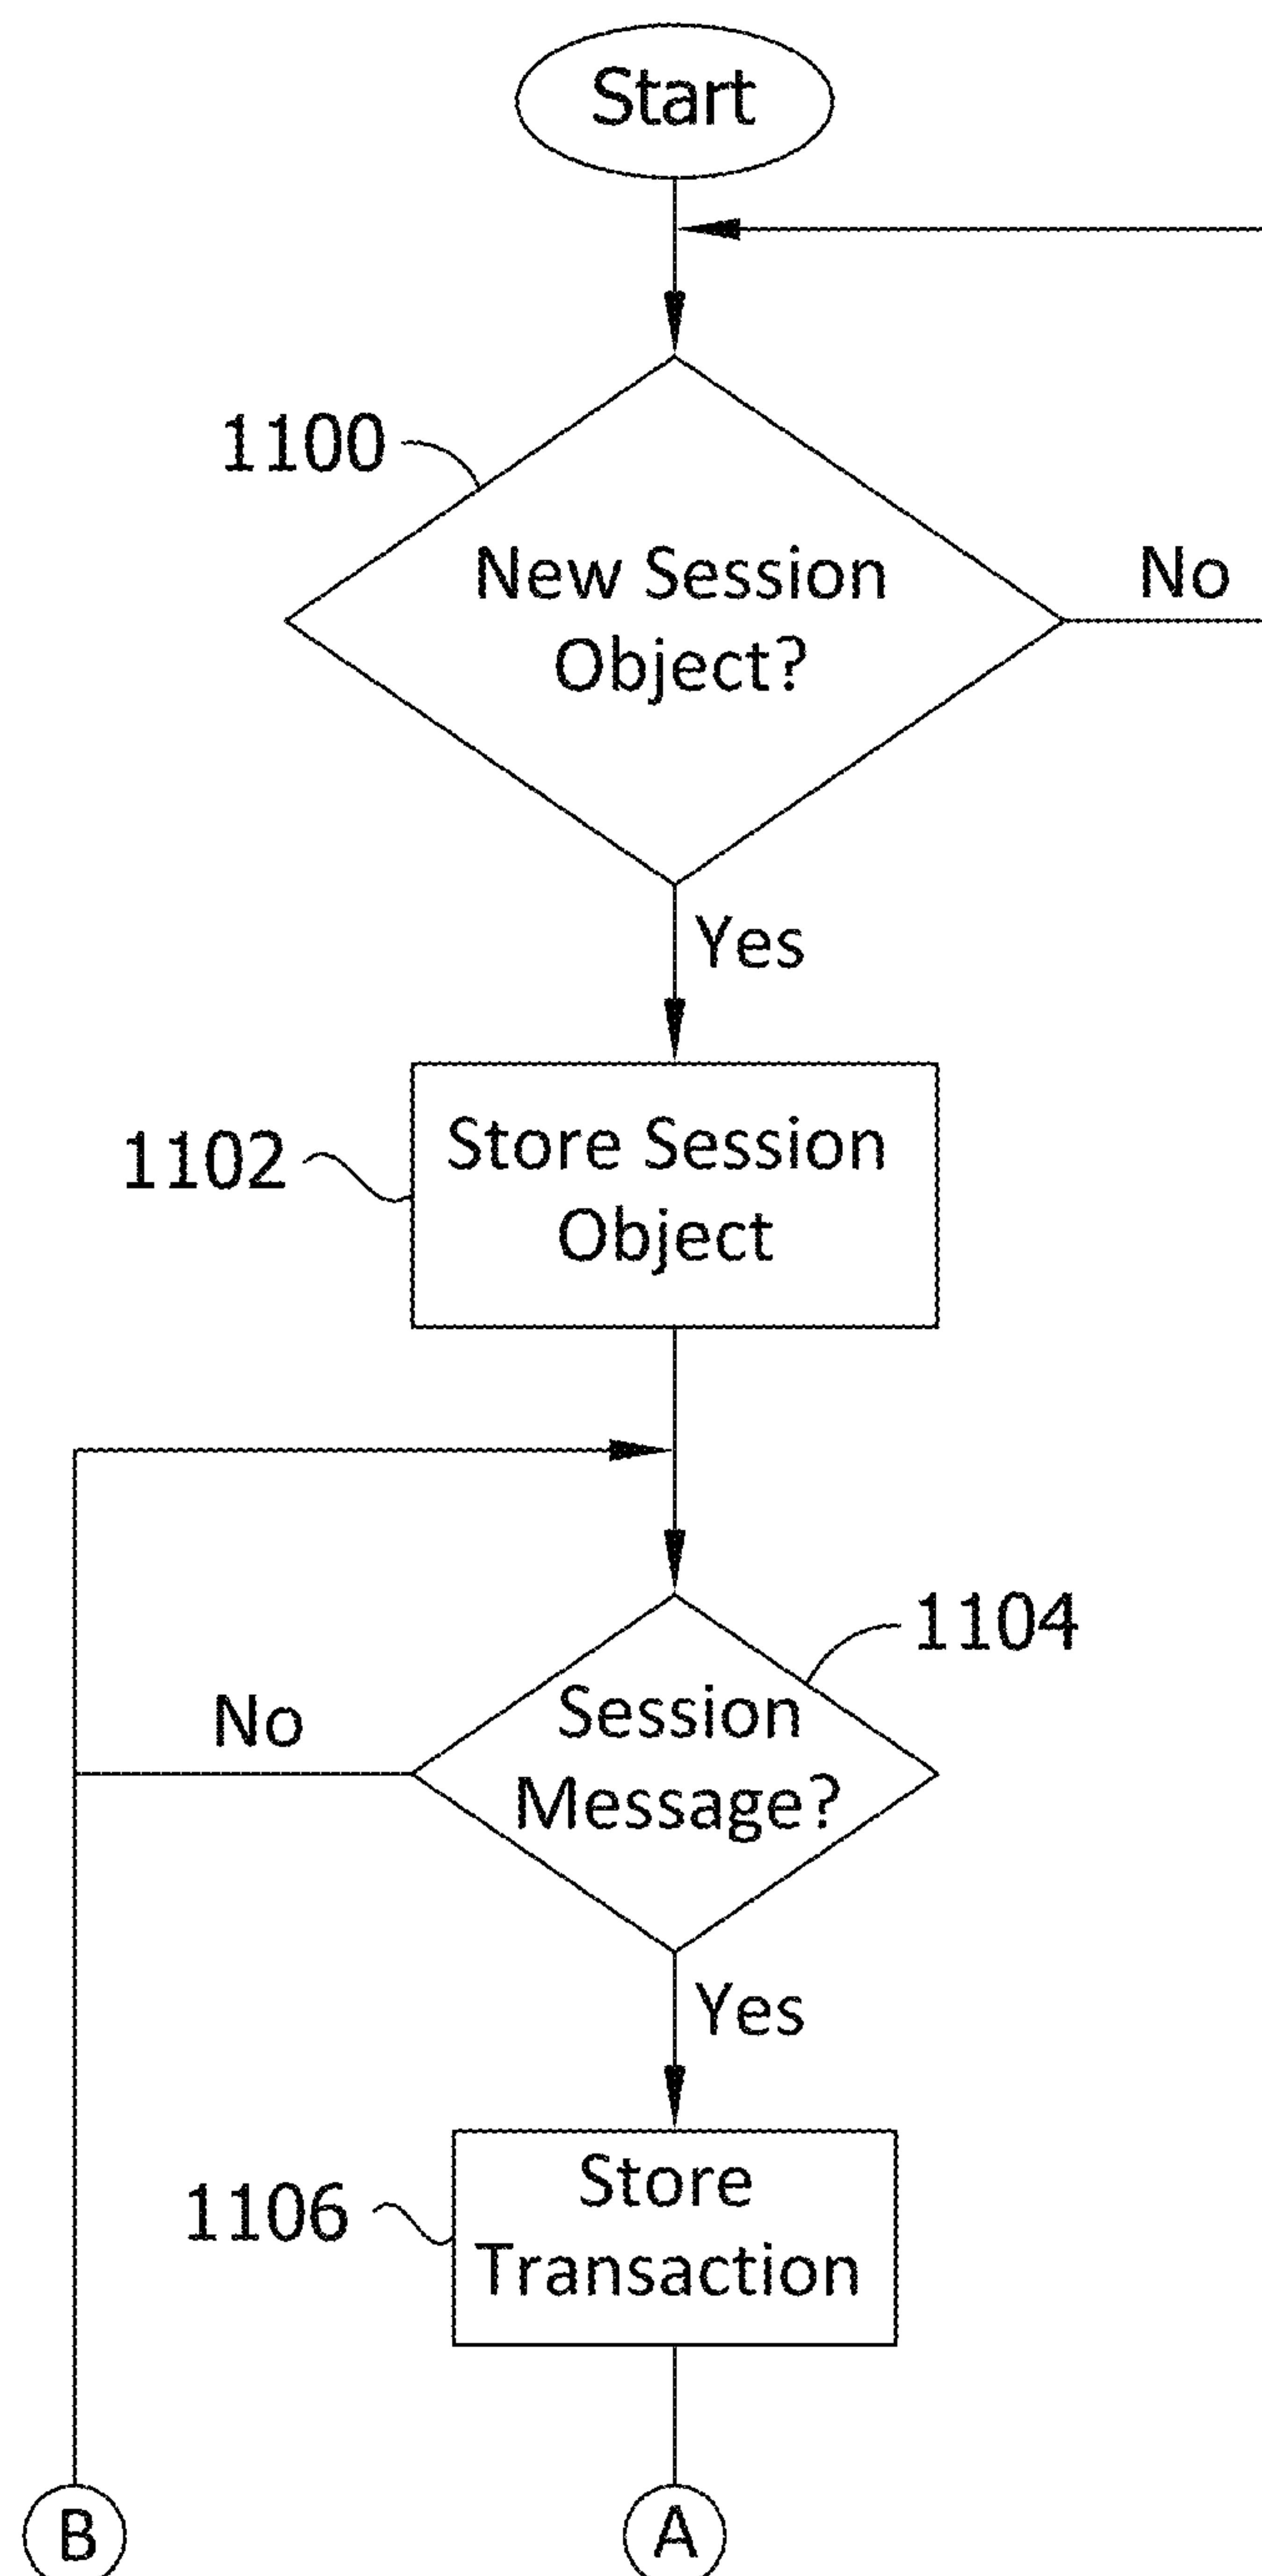 Start
1100
New Session
Object?
No
Yes
1102
Store Session
Object
1104
Session
Message?
No
Yes
1106
Store
Transaction
B
A